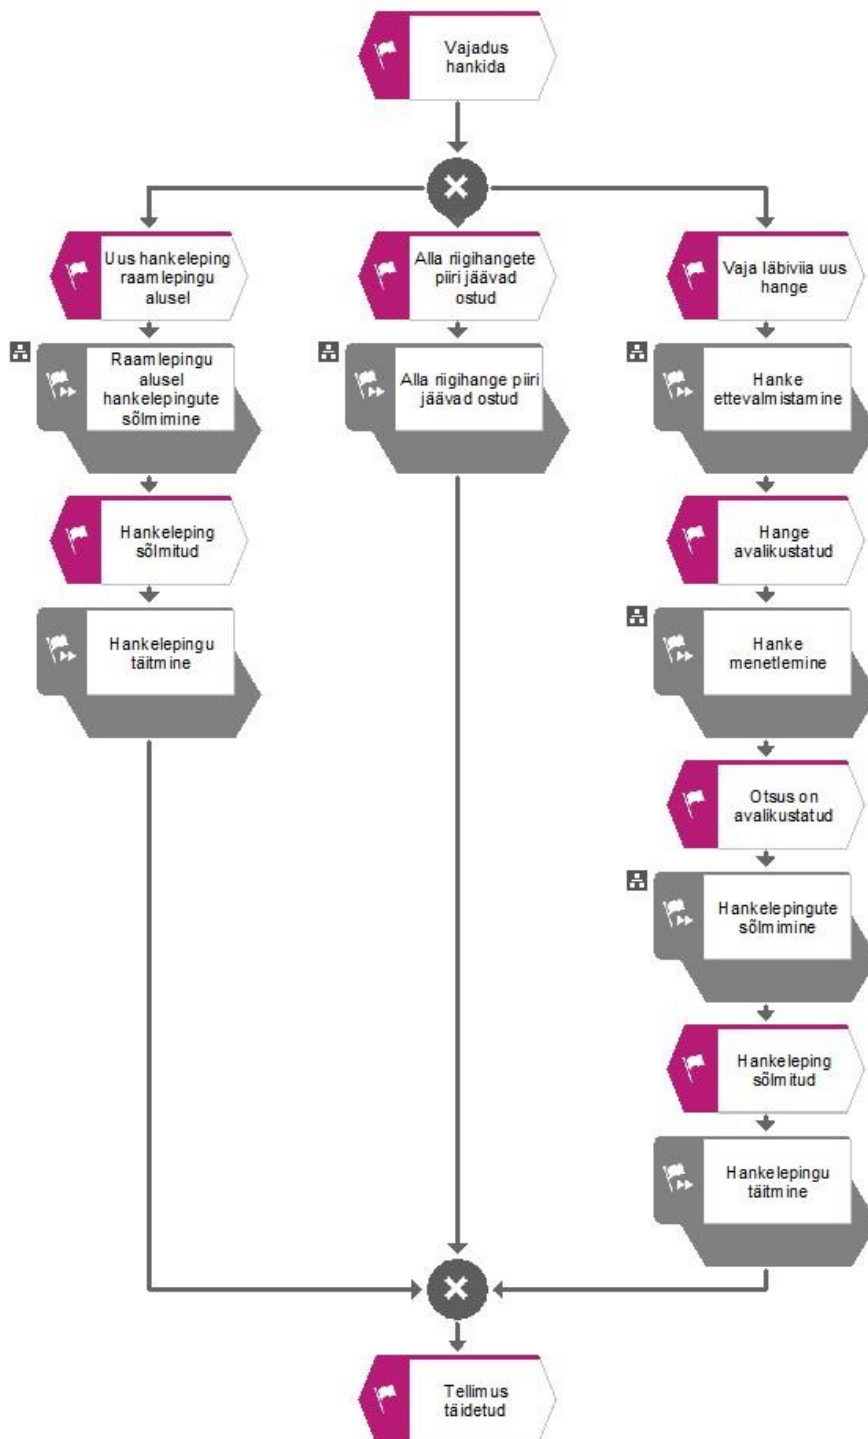 Vajadus
hankida
Uus hankeleping
raamlepingu
alusel
Alla riigihangete
piiri jäävad
ostud
Vaja läbiviia uus
hange
Raamlepingu
alusel
hankelepingute
sõlmimine
Alla riigihange piiri
jäävad ostud
Hanke
ettevalmistamine
Hankeleping
sõlmitud
Hange
avalikustatud
Hankelepingu
täitmine
Hanke
menetlemine
Otsus on
avalikustatud
Hankelepingute
sõlmimine
Hankeleping
sõlmitud
Hankelepingu
täitmine
Tellimus
täidetud